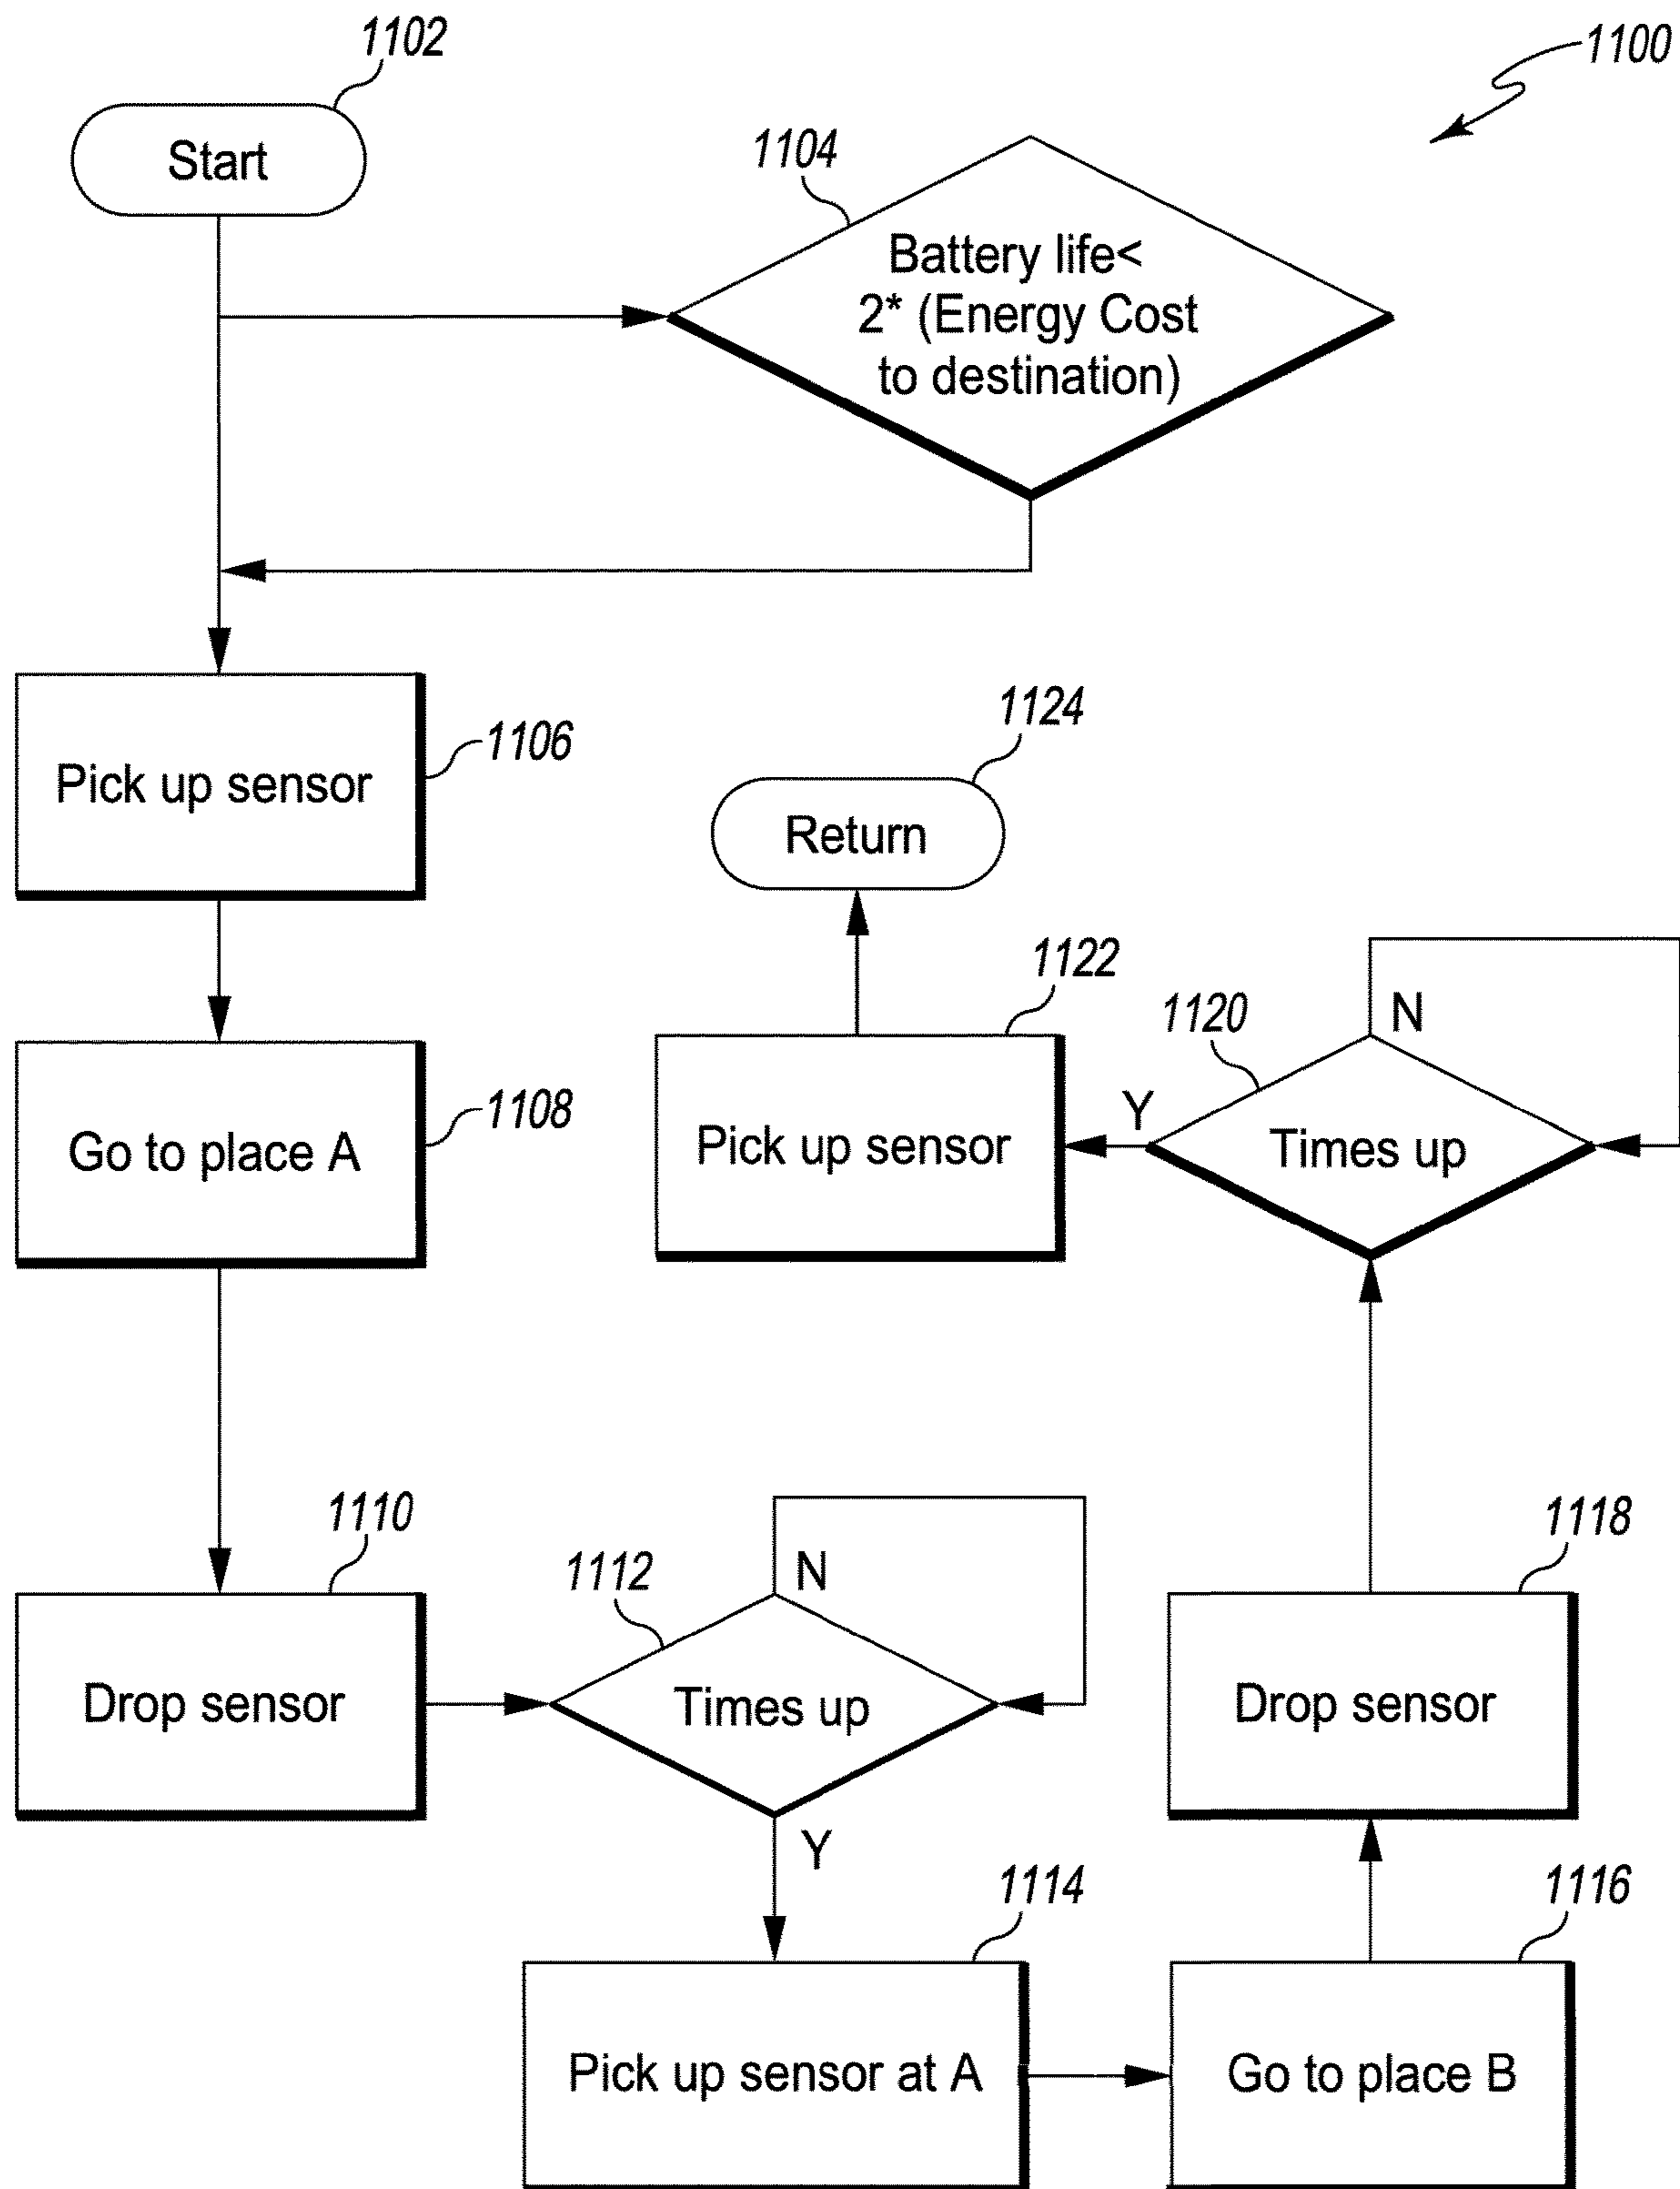 1102
1100
Start
1104
Battery life<
2* (Energy Cost
to destination)
1106
Pick up sensor
1124
Return
1108
Go to place A
1122
Pick up sensor
1120
N
Y
Times up
1110
Drop sensor
1112
N
Times up
Y
1114
Pick up sensor at A
1116
Go to place B
1118
Drop sensor